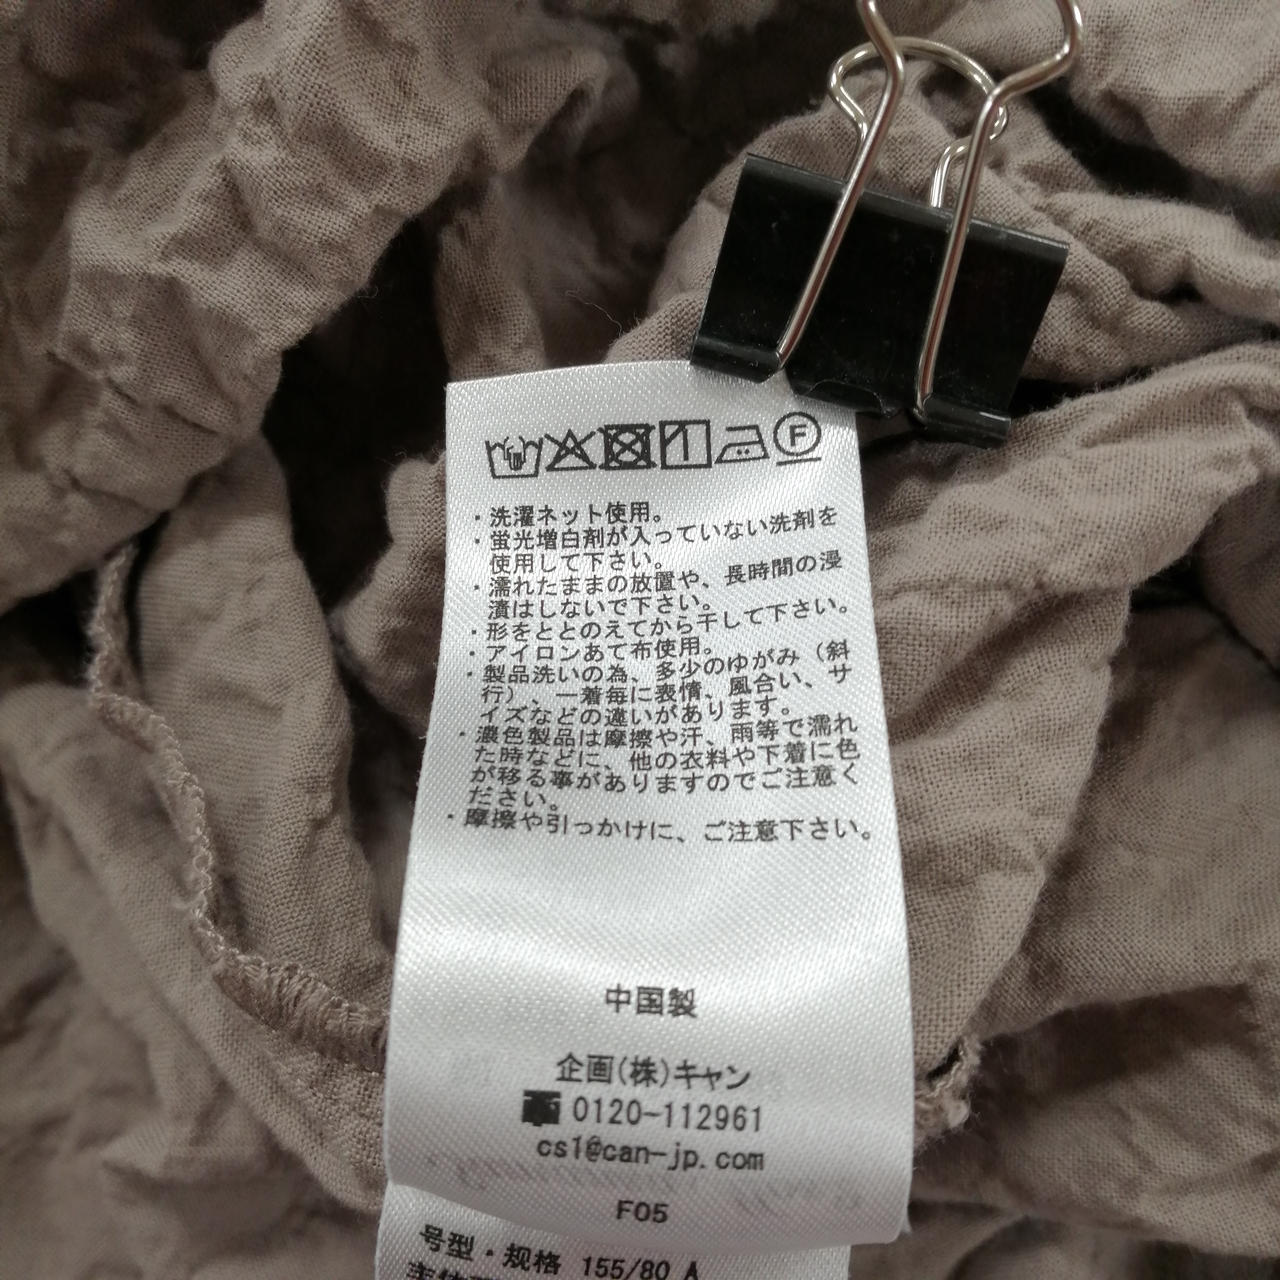 ・洗濯ネット使用。
・蛍光増白剤が入っていない洗剤を
使用して下さい。
・濡れたままの放置や、長時間の浸
漬はしないで下さい。
・形をととのえてから干して下さい。
・アイロンあて布使用。
・製品洗いの為、多少のゆがみ（斜
行）、一着毎に表情、風合い、サ
イズなどの違いがあります。
・濃色製品は摩擦や汗、雨等で濡れ
た時などに、他の衣料や下着に色
が移る事がありますのでご注意く
ださい。
・摩擦や引っかけに、ご注意下さい。
中国製
企画(株)キャン
0120-112961
cs1@can-jp.com
F05
号型・规格 155/80 A